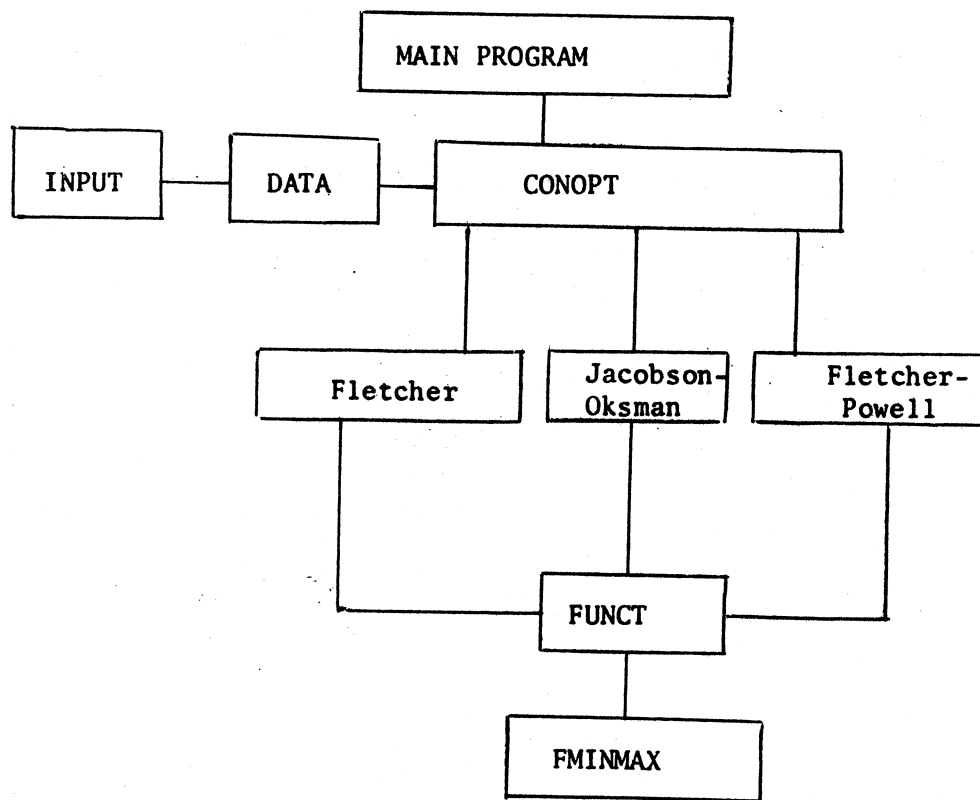 MAIN PROGRAM
INPUT
DATA
CONOPT
Fletcher
Jacobson-
Oksman
Fletcher-
Powell
FUNCT
FMINMAX